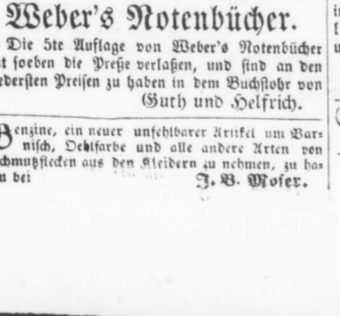 Weber's Notenbücher.
Die 5te Auflage von Weber's Notenbücher
t soeben die Preße verlaßen, und sind an den
edersten Preisen zu haben in dem Buchstohr von
Guth und Helfrich.
Benzine, ein neuer unfehlbarer Artikel um Var-
nisch, Oehlfarbe und alle andere Arten von
chmutzflecken aus den Kleidern zu nehmen, zu ha-
n bei J. B. Moser.